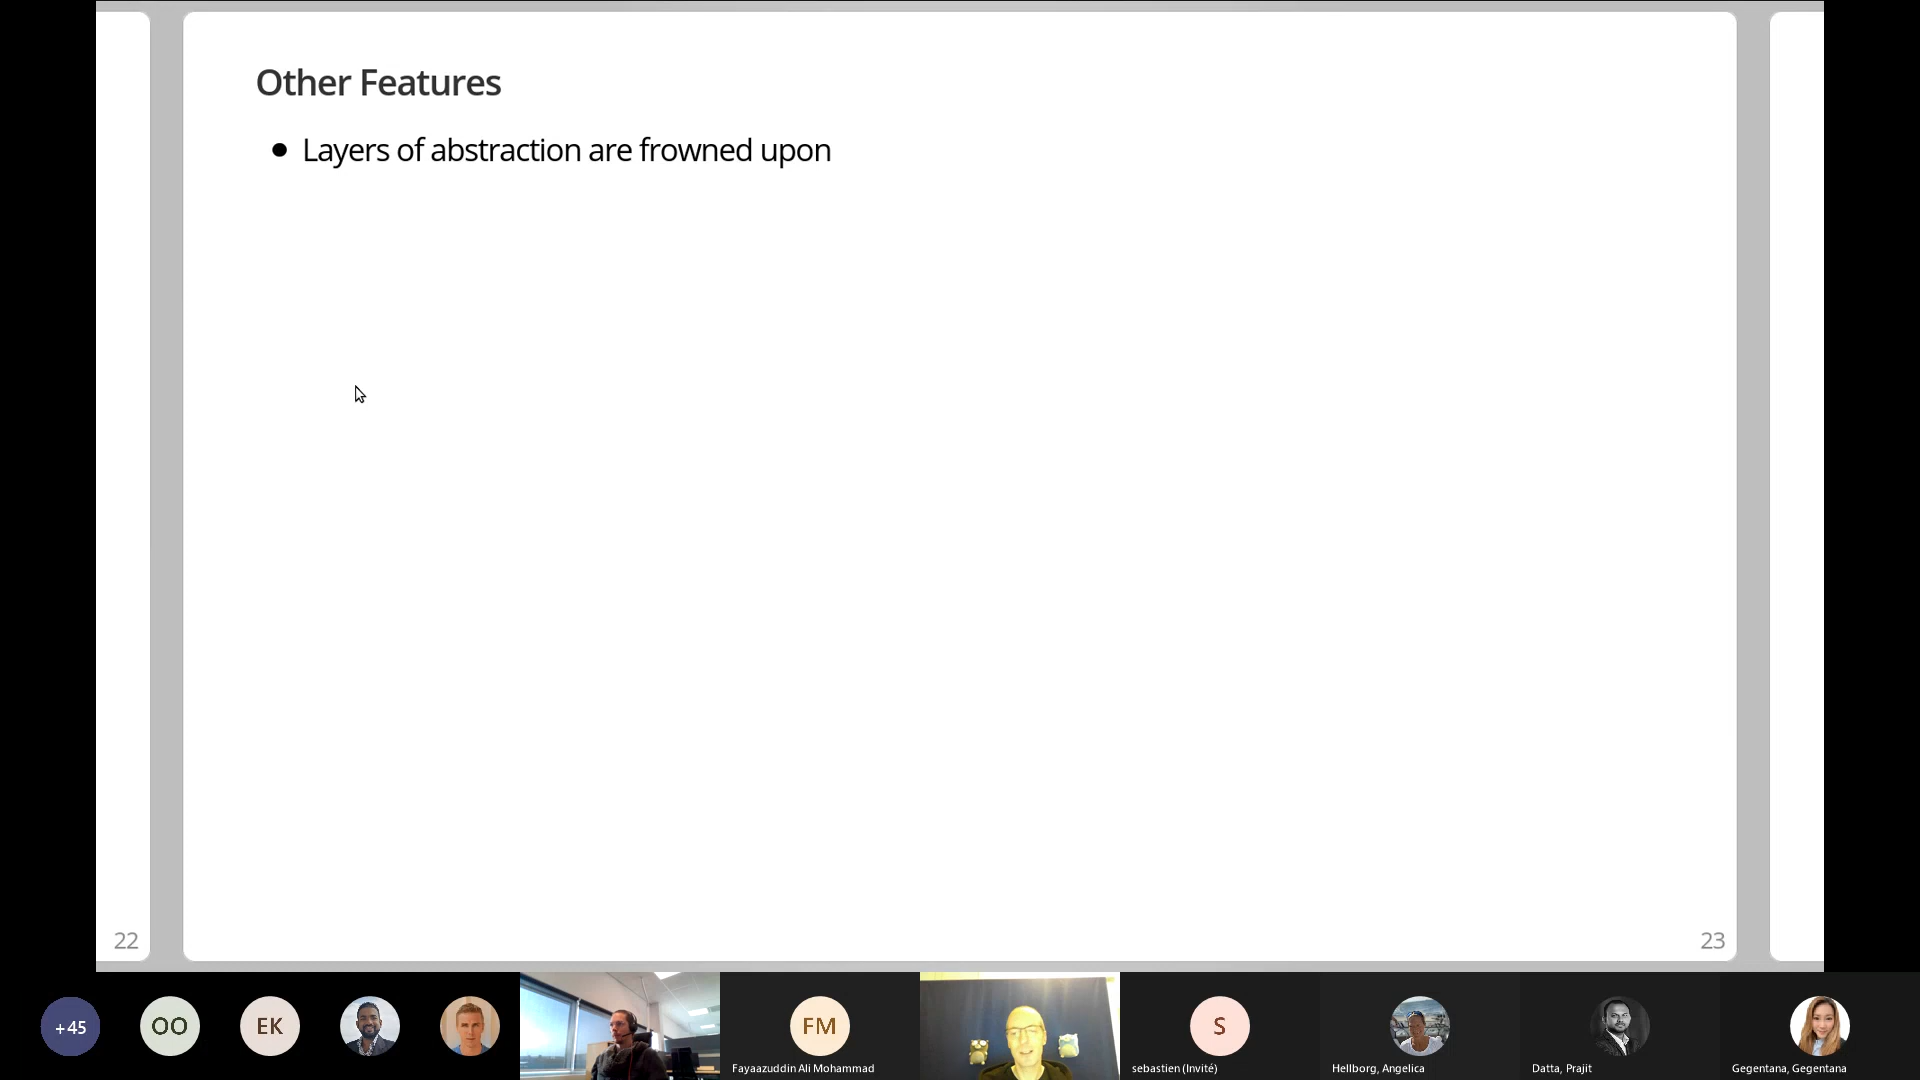 Other Features
● Layers of abstraction are frowned upon
22
23
+45
OO
EK
FM
S
Fayaazuddin Ali Mohammad
sebastien (Invité)
Hellborg, Angelica
Datta, Prajit
Gegentana, Gegentana